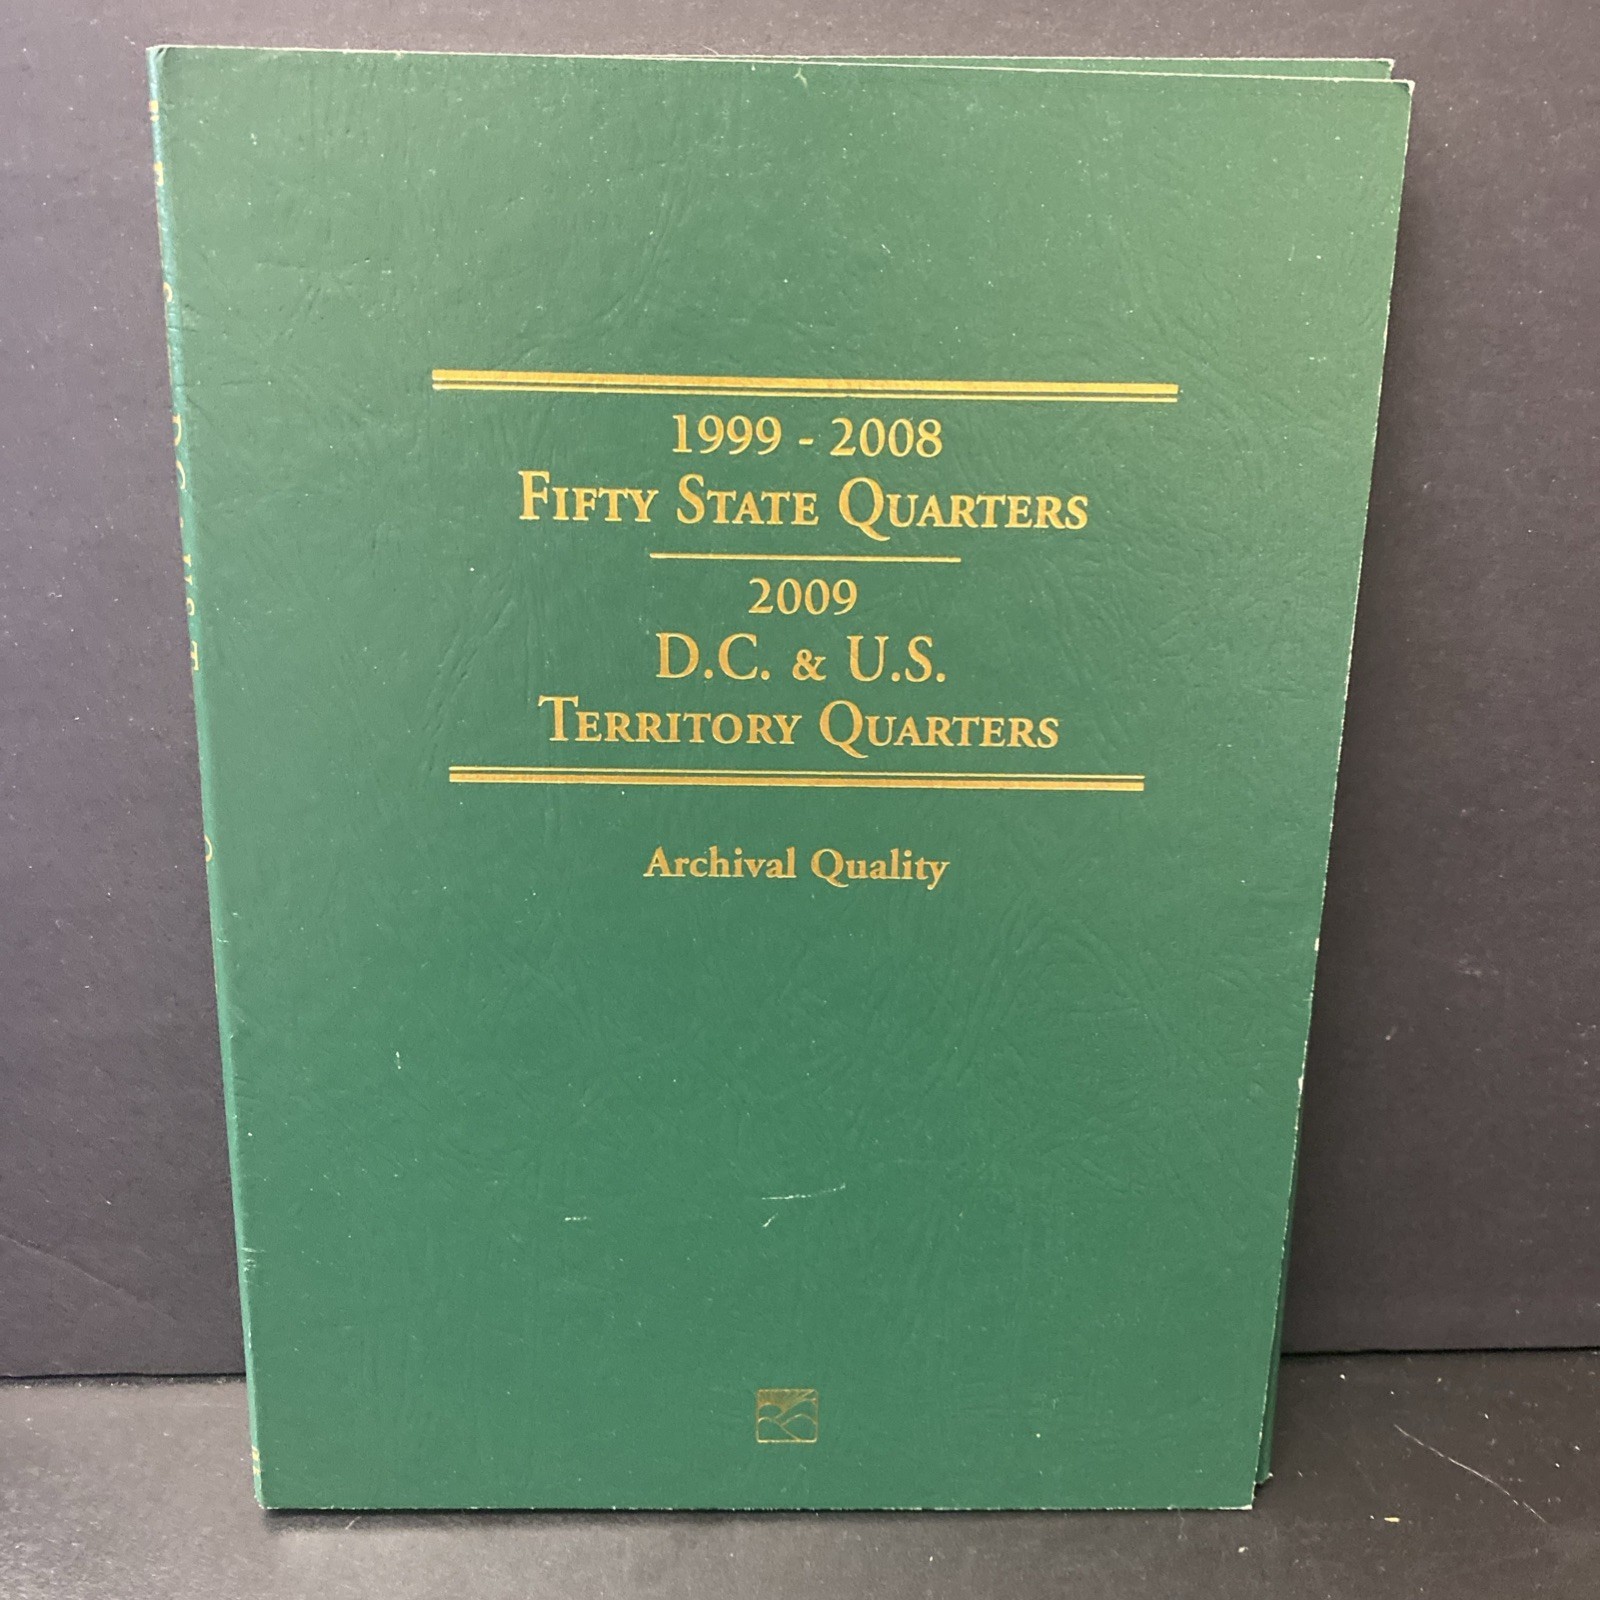 1999 - 2008
FIFTY STATE QUARTERS
2009
D.C. & U.S.
TERRITORY QUARTERS
Archival Quality